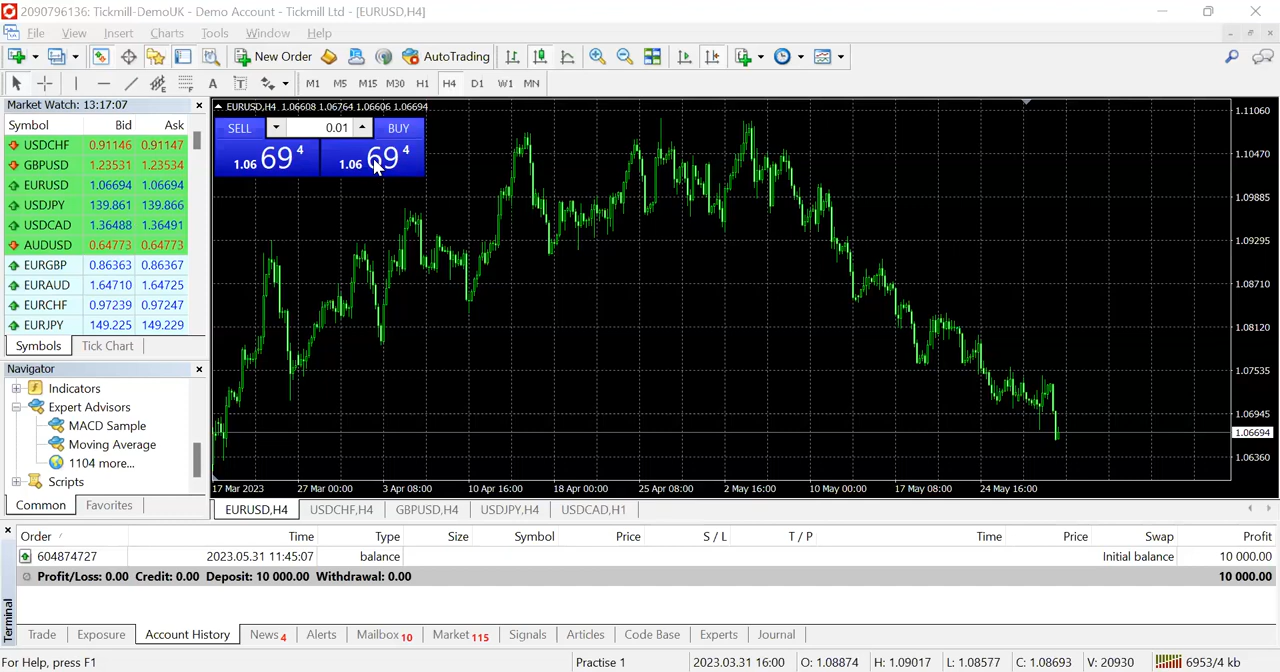 2090796136: Tickmill-DemoUK - Demo Account - Tickmill Ltd - [EURUSD,H4]
File View Insert Charts Tools Window Help
New Order AutoTrading
A T M1 M5 M15 M30 H1 H4 D1 W1 MN
Market Watch: 13:17:07
Symbol Bid Ask
USDCHF 0.91146 0.91147
GBPUSD 1.23531 1.23534
EURUSD 1.06694 1.06694
USDJPY 139.861 139.866
USDCAD 1.36488 1.36491
AUDUSD 0.64773 0.64773
EURGBP 0.86363 0.86367
EURAUD 1.64710 1.64725
EURCHF 0.97239 0.97247
EURJPY 149.225 149.229
Symbols Tick Chart
Navigator
Indicators
Expert Advisors
MACD Sample
Moving Average
1104 more...
Scripts
Common Favorites
EURUSD,H4 1.06608 1.06764 1.06606 1.06694
SELL 0.01 BUY
1.06 69 4 1.06 69 4
1.11060
1.10470
1.09885
1.09295
1.08710
1.08120
1.07535
1.06945
1.06694
1.06360
17 Mar 2023 27 Mar 00:00 3 Apr 08:00 10 Apr 16:00 18 Apr 00:00 25 Apr 08:00 2 May 16:00 10 May 00:00 17 May 08:00 24 May 16:00
EURUSD,H4 USDCHF,H4 GBPUSD,H4 USDJPY,H4 USDCAD,H1
Order / Time Type Size Symbol Price S / L T / P Time Price Swap Profit
604874727 2023.05.31 11:45:07 balance Initial balance 10 000.00
Profit/Loss: 0.00 Credit: 0.00 Deposit: 10 000.00 Withdrawal: 0.00 10 000.00
Terminal
Trade Exposure Account History News 4 Alerts Mailbox 10 Market 115 Signals Articles Code Base Experts Journal
For Help, press F1 Practise 1 2023.03.31 16:00 O: 1.08874 H: 1.09017 L: 1.08577 C: 1.08693 V: 20930 6953/4 kb